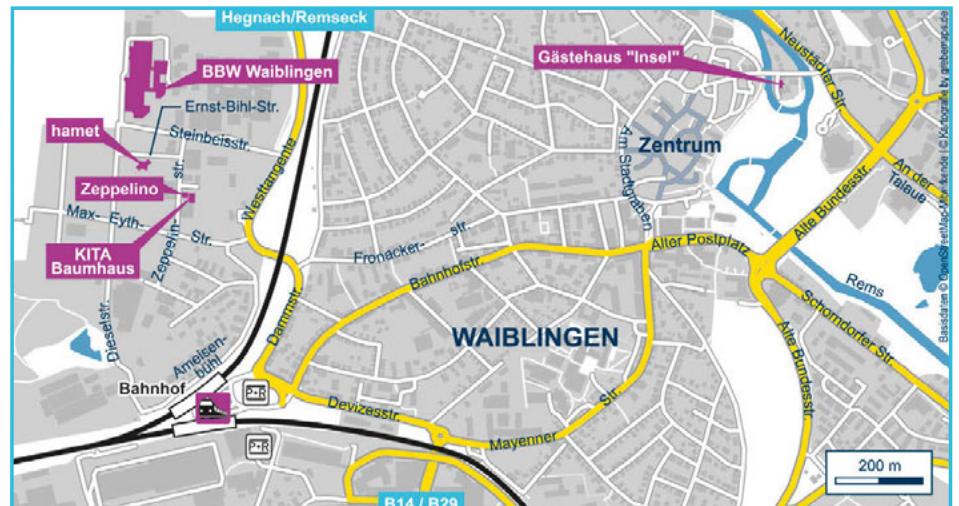 Hegnach/Remseck
BBW Waiblingen
Ernst-Bihl-Str.
Steinbeisstr.
hamet
Zeppelino
KITA
Baumhaus
Max-Eyth-Str.
Zeppelin-
str.
Westtangente
Dieselstr.
Ameisen-
bühl
Bahnhof
Dammstr.
Fronacker-
str.
Bahnhofstr.
WAIBLINGEN
Devizesstr.
Mayenner
Str.
P+R
P+R
B14 / B29
Gästehaus "Insel"
Zentrum
Am Stadtgraben
Alter Postplatz
Neustadter Str.
Alte Bundesstr.
An der
Talaue
Rems
Schorndorfer Str.
Alte Bundesstr.
200 m
Basisdaten © OpenStreetMap-Mitwirkende | © Kartografie by grebemaps.de